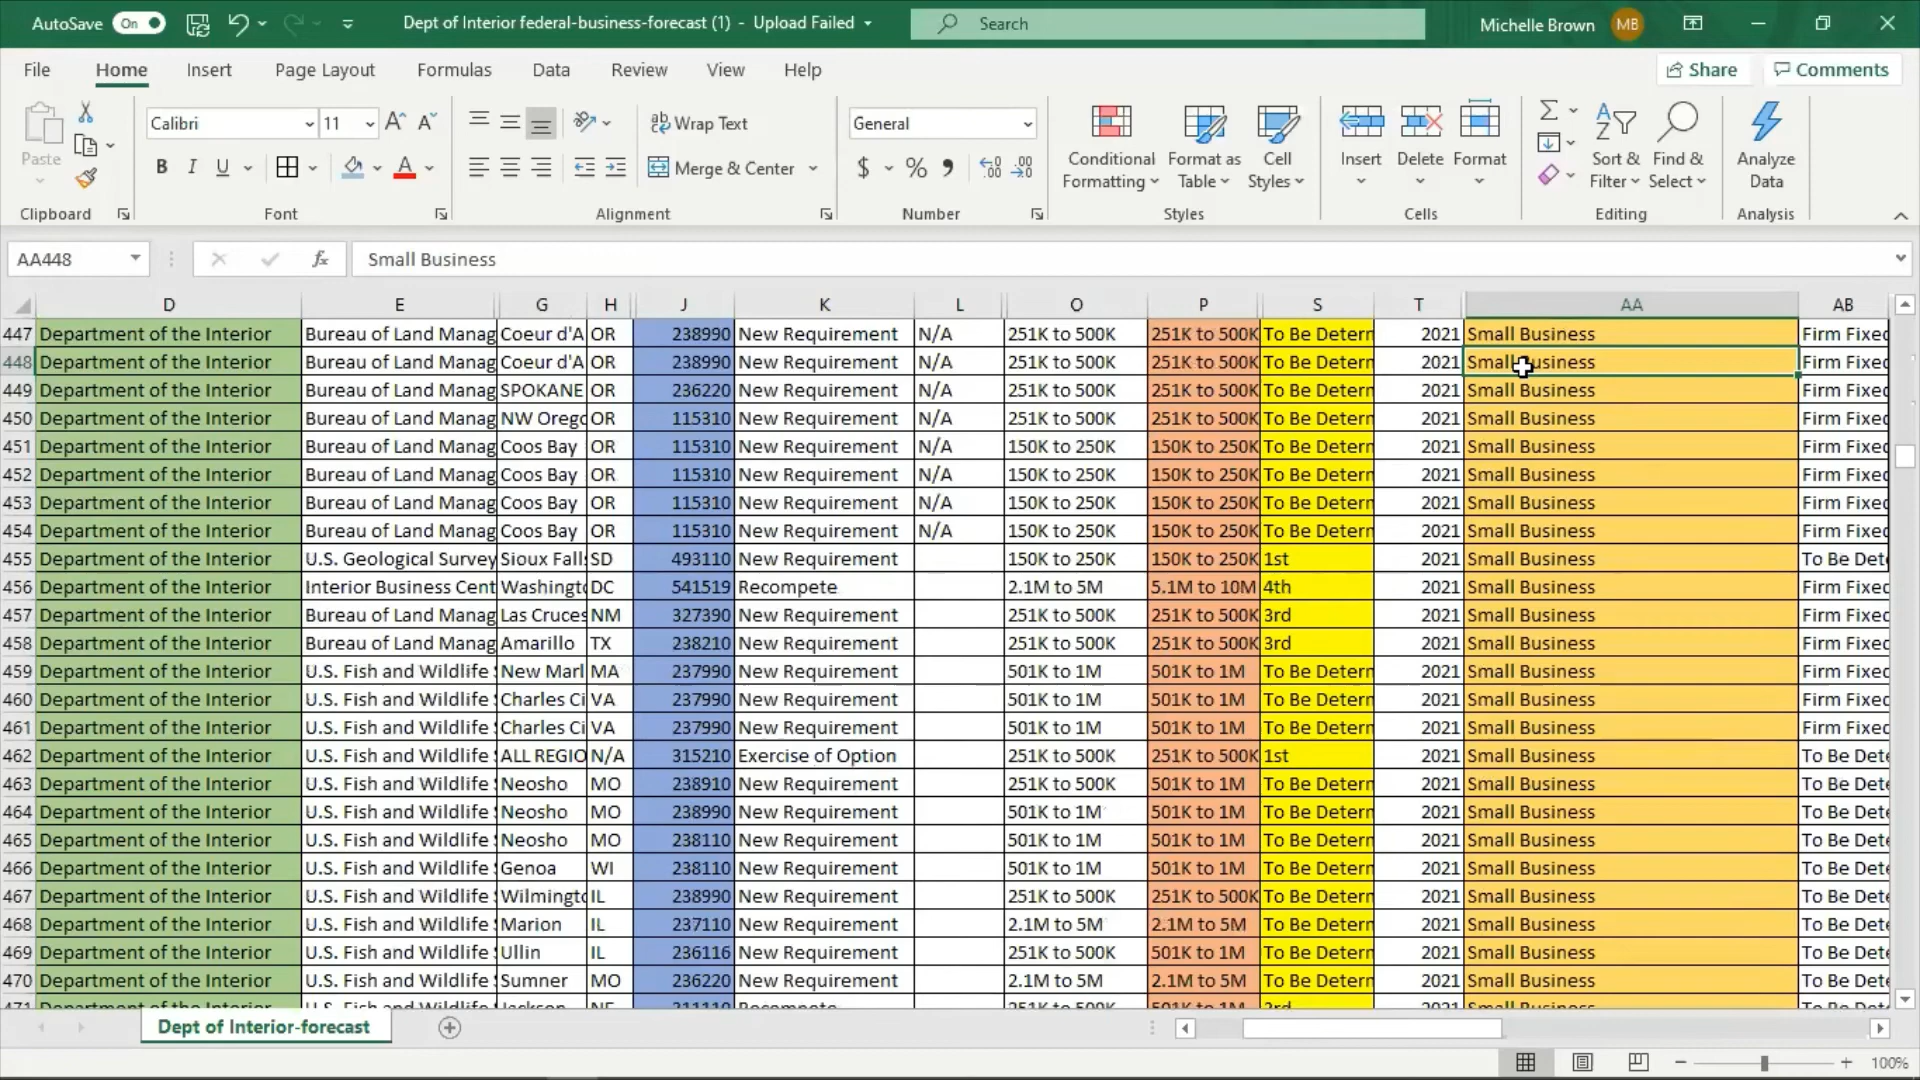 AutoSave On Dept of Interior federal-business-forecast (1) - Upload Failed Search Michelle Brown MB
File Home Insert Page Layout Formulas Data Review View Help Share Comments
Calibri 11 Wrap Text General
Paste B I U Merge & Center $ % Conditional Formatting Format as Table Cell Styles Insert Delete Format Sort & Filter Find & Select Analyze Data
Clipboard Font Alignment Number Styles Cells Editing Analysis
AA448 fx Small Business
D E G H J K L O P S T AA AB
447 Department of the Interior Bureau of Land Manag Coeur d'A OR 238990 New Requirement N/A 251K to 500K 251K to 500K To Be Determ 2021 Small Business Firm Fixed
448 Department of the Interior Bureau of Land Manag Coeur d'A OR 238990 New Requirement N/A 251K to 500K 251K to 500K To Be Determ 2021 Small Business Firm Fixed
449 Department of the Interior Bureau of Land Manag SPOKANE OR 236220 New Requirement N/A 251K to 500K 251K to 500K To Be Determ 2021 Small Business Firm Fixed
450 Department of the Interior Bureau of Land Manag NW Orego OR 115310 New Requirement N/A 251K to 500K 251K to 500K To Be Determ 2021 Small Business Firm Fixed
451 Department of the Interior Bureau of Land Manag Coos Bay OR 115310 New Requirement N/A 150K to 250K 150K to 250K To Be Determ 2021 Small Business Firm Fixed
452 Department of the Interior Bureau of Land Manag Coos Bay OR 115310 New Requirement N/A 150K to 250K 150K to 250K To Be Determ 2021 Small Business Firm Fixed
453 Department of the Interior Bureau of Land Manag Coos Bay OR 115310 New Requirement N/A 150K to 250K 150K to 250K To Be Determ 2021 Small Business Firm Fixed
454 Department of the Interior Bureau of Land Manag Coos Bay OR 115310 New Requirement N/A 150K to 250K 150K to 250K To Be Determ 2021 Small Business Firm Fixed
455 Department of the Interior U.S. Geological Survey Sioux Falls SD 493110 New Requirement 150K to 250K 150K to 250K 1st 2021 Small Business To Be Dete
456 Department of the Interior Interior Business Cent Washingto DC 541519 Recompete 2.1M to 5M 5.1M to 10M 4th 2021 Small Business Firm Fixed
457 Department of the Interior Bureau of Land Manag Las Cruces NM 327390 New Requirement 251K to 500K 251K to 500K 3rd 2021 Small Business Firm Fixed
458 Department of the Interior Bureau of Land Manag Amarillo TX 238210 New Requirement 251K to 500K 251K to 500K 3rd 2021 Small Business Firm Fixed
459 Department of the Interior U.S. Fish and Wildlife New Marl MA 237990 New Requirement 501K to 1M 501K to 1M To Be Determ 2021 Small Business Firm Fixed
460 Department of the Interior U.S. Fish and Wildlife Charles Ci VA 237990 New Requirement 501K to 1M 501K to 1M To Be Determ 2021 Small Business Firm Fixed
461 Department of the Interior U.S. Fish and Wildlife Charles Ci VA 237990 New Requirement 501K to 1M 501K to 1M To Be Determ 2021 Small Business Firm Fixed
462 Department of the Interior U.S. Fish and Wildlife ALL REGIO N/A 315210 Exercise of Option 251K to 500K 251K to 500K 1st 2021 Small Business To Be Dete
463 Department of the Interior U.S. Fish and Wildlife Neosho MO 238910 New Requirement 251K to 500K 501K to 1M To Be Determ 2021 Small Business To Be Dete
464 Department of the Interior U.S. Fish and Wildlife Neosho MO 238990 New Requirement 501K to 1M 501K to 1M To Be Determ 2021 Small Business To Be Dete
465 Department of the Interior U.S. Fish and Wildlife Neosho MO 238110 New Requirement 501K to 1M 501K to 1M To Be Determ 2021 Small Business To Be Dete
466 Department of the Interior U.S. Fish and Wildlife Genoa WI 238110 New Requirement 501K to 1M 501K to 1M To Be Determ 2021 Small Business To Be Dete
467 Department of the Interior U.S. Fish and Wildlife Wilmingto IL 238990 New Requirement 251K to 500K 251K to 500K To Be Determ 2021 Small Business To Be Dete
468 Department of the Interior U.S. Fish and Wildlife Marion IL 237110 New Requirement 2.1M to 5M 2.1M to 5M To Be Determ 2021 Small Business To Be Dete
469 Department of the Interior U.S. Fish and Wildlife Ullin IL 236116 New Requirement 251K to 500K 501K to 1M To Be Determ 2021 Small Business To Be Dete
470 Department of the Interior U.S. Fish and Wildlife Sumner MO 236220 New Requirement 2.1M to 5M 2.1M to 5M To Be Determ 2021 Small Business To Be Dete
Dept of Interior-forecast
100%